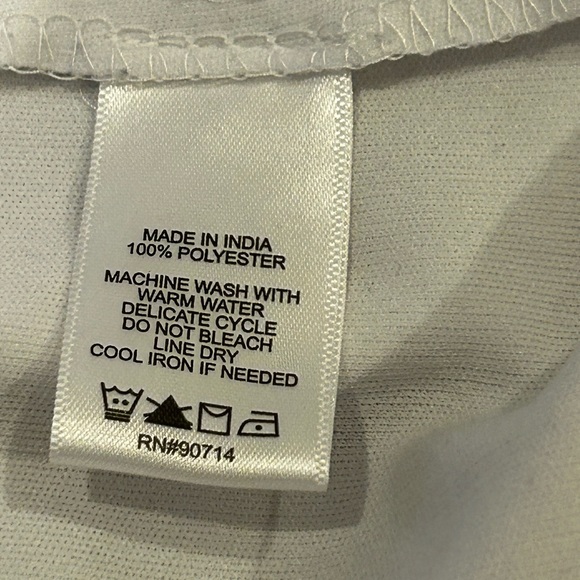 MADE IN INDIA
100% POLYESTER
MACHINE WASH WITH
WARM WATER
DELICATE CYCLE
DO NOT BLEACH
LINE DRY
COOL IRON IF NEEDED
RN#90714